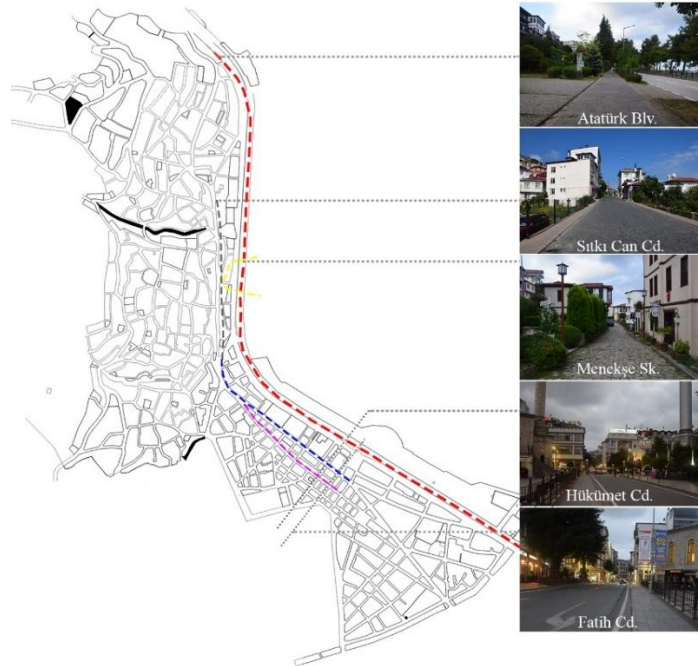 Atatürk Blv.
Sıtkı Can Cd.
Menekşe Sk.
Hükümet Cd.
Fatih Cd.